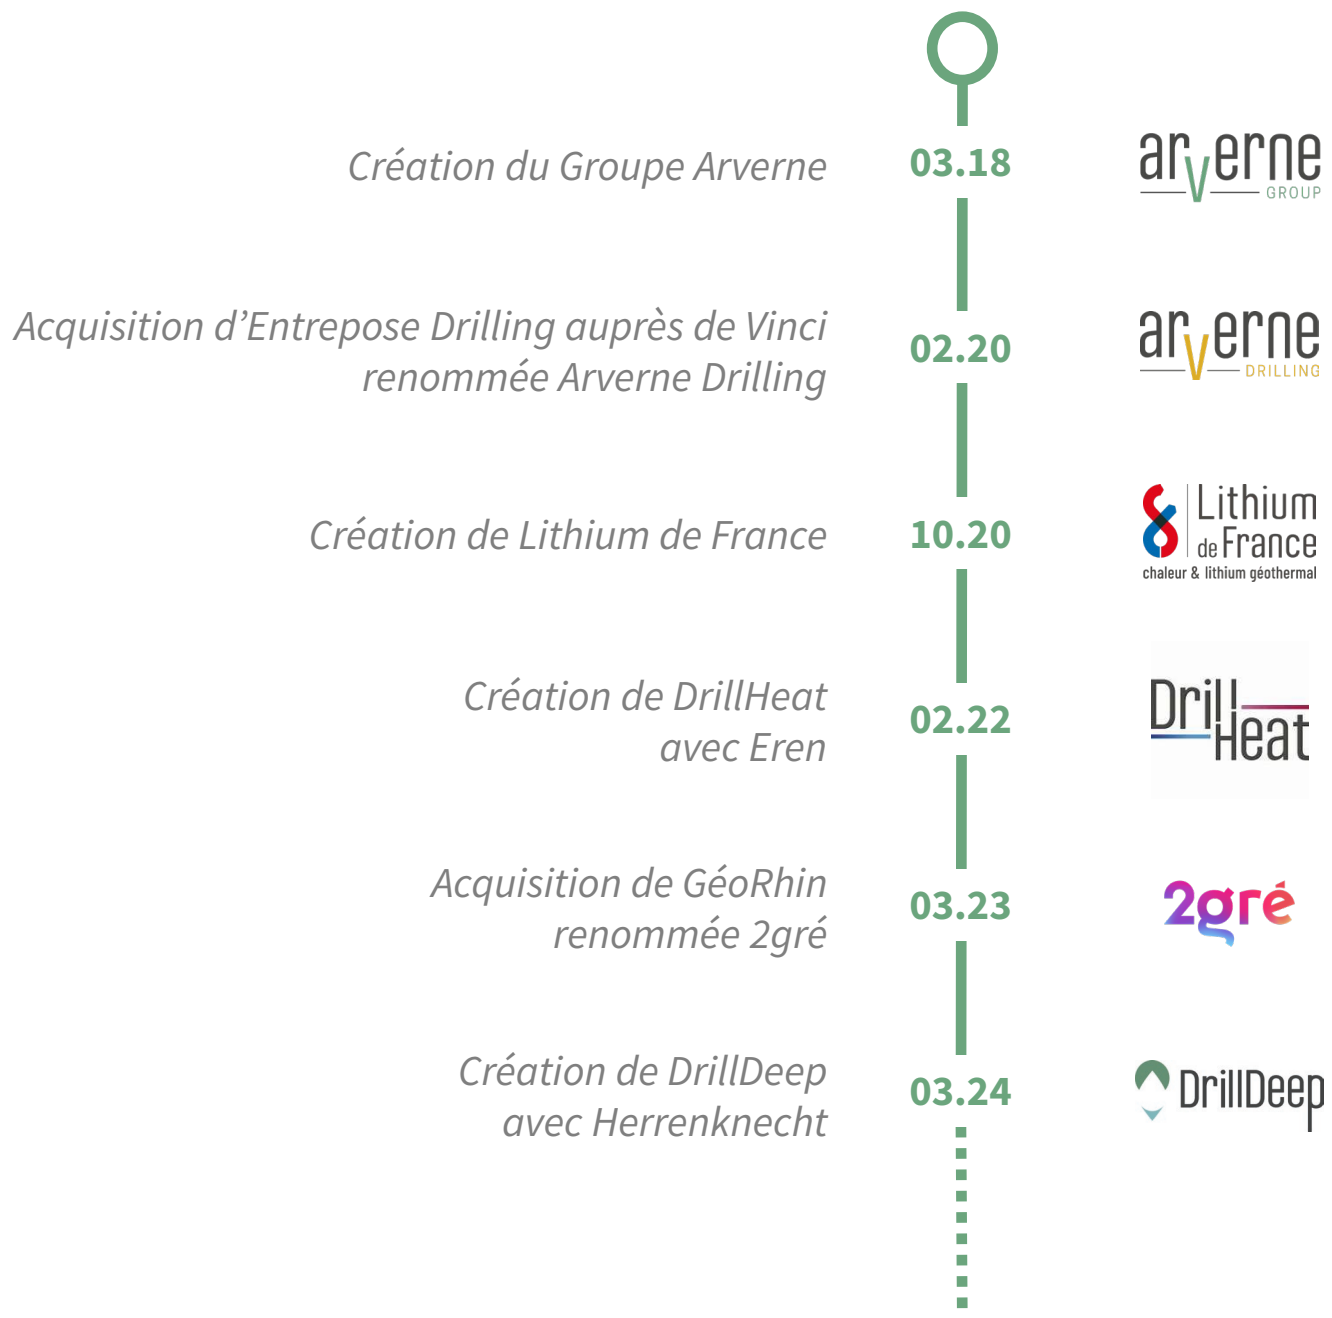 Création du Groupe Arverne
03.18
arverne
GROUP
Acquisition d’Entrepose Drilling auprès de Vinci
renommée Arverne Drilling
02.20
arverne
DRILLING
Création de Lithium de France
10.20
Lithium
de France
chaleur & lithium géothermal
Création de DrillHeat
avec Eren
02.22
Drill
Heat
Acquisition de GéoRhin
renommée 2gré
03.23
2gré
Création de DrillDeep
avec Herrenknecht
03.24
DrillDeep